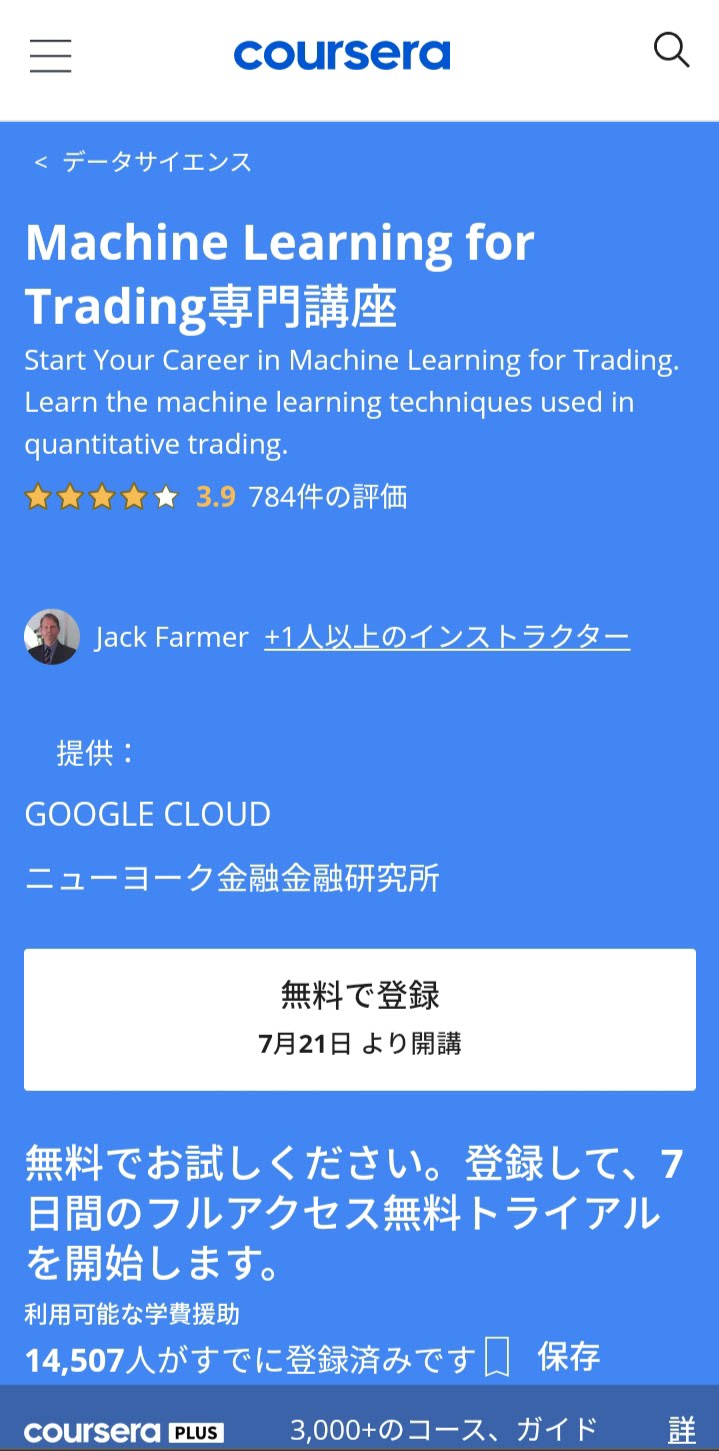 coursera
< データサイエンス
Machine Learning for
Trading専門講座
Start Your Career in Machine Learning for Trading.
Learn the machine learning techniques used in
quantitative trading.
3.9 784件の評価
Jack Farmer +1人以上のインストラクター
提供：
GOOGLE CLOUD
ニューヨーク金融金融研究所
無料で登録
7月21日 より開講
無料でお試しください。登録して、7
日間のフルアクセス無料トライアル
を開始します。
利用可能な学費援助
14,507人がすでに登録済みです 保存
coursera PLUS 3,000+のコース、ガイド 詳